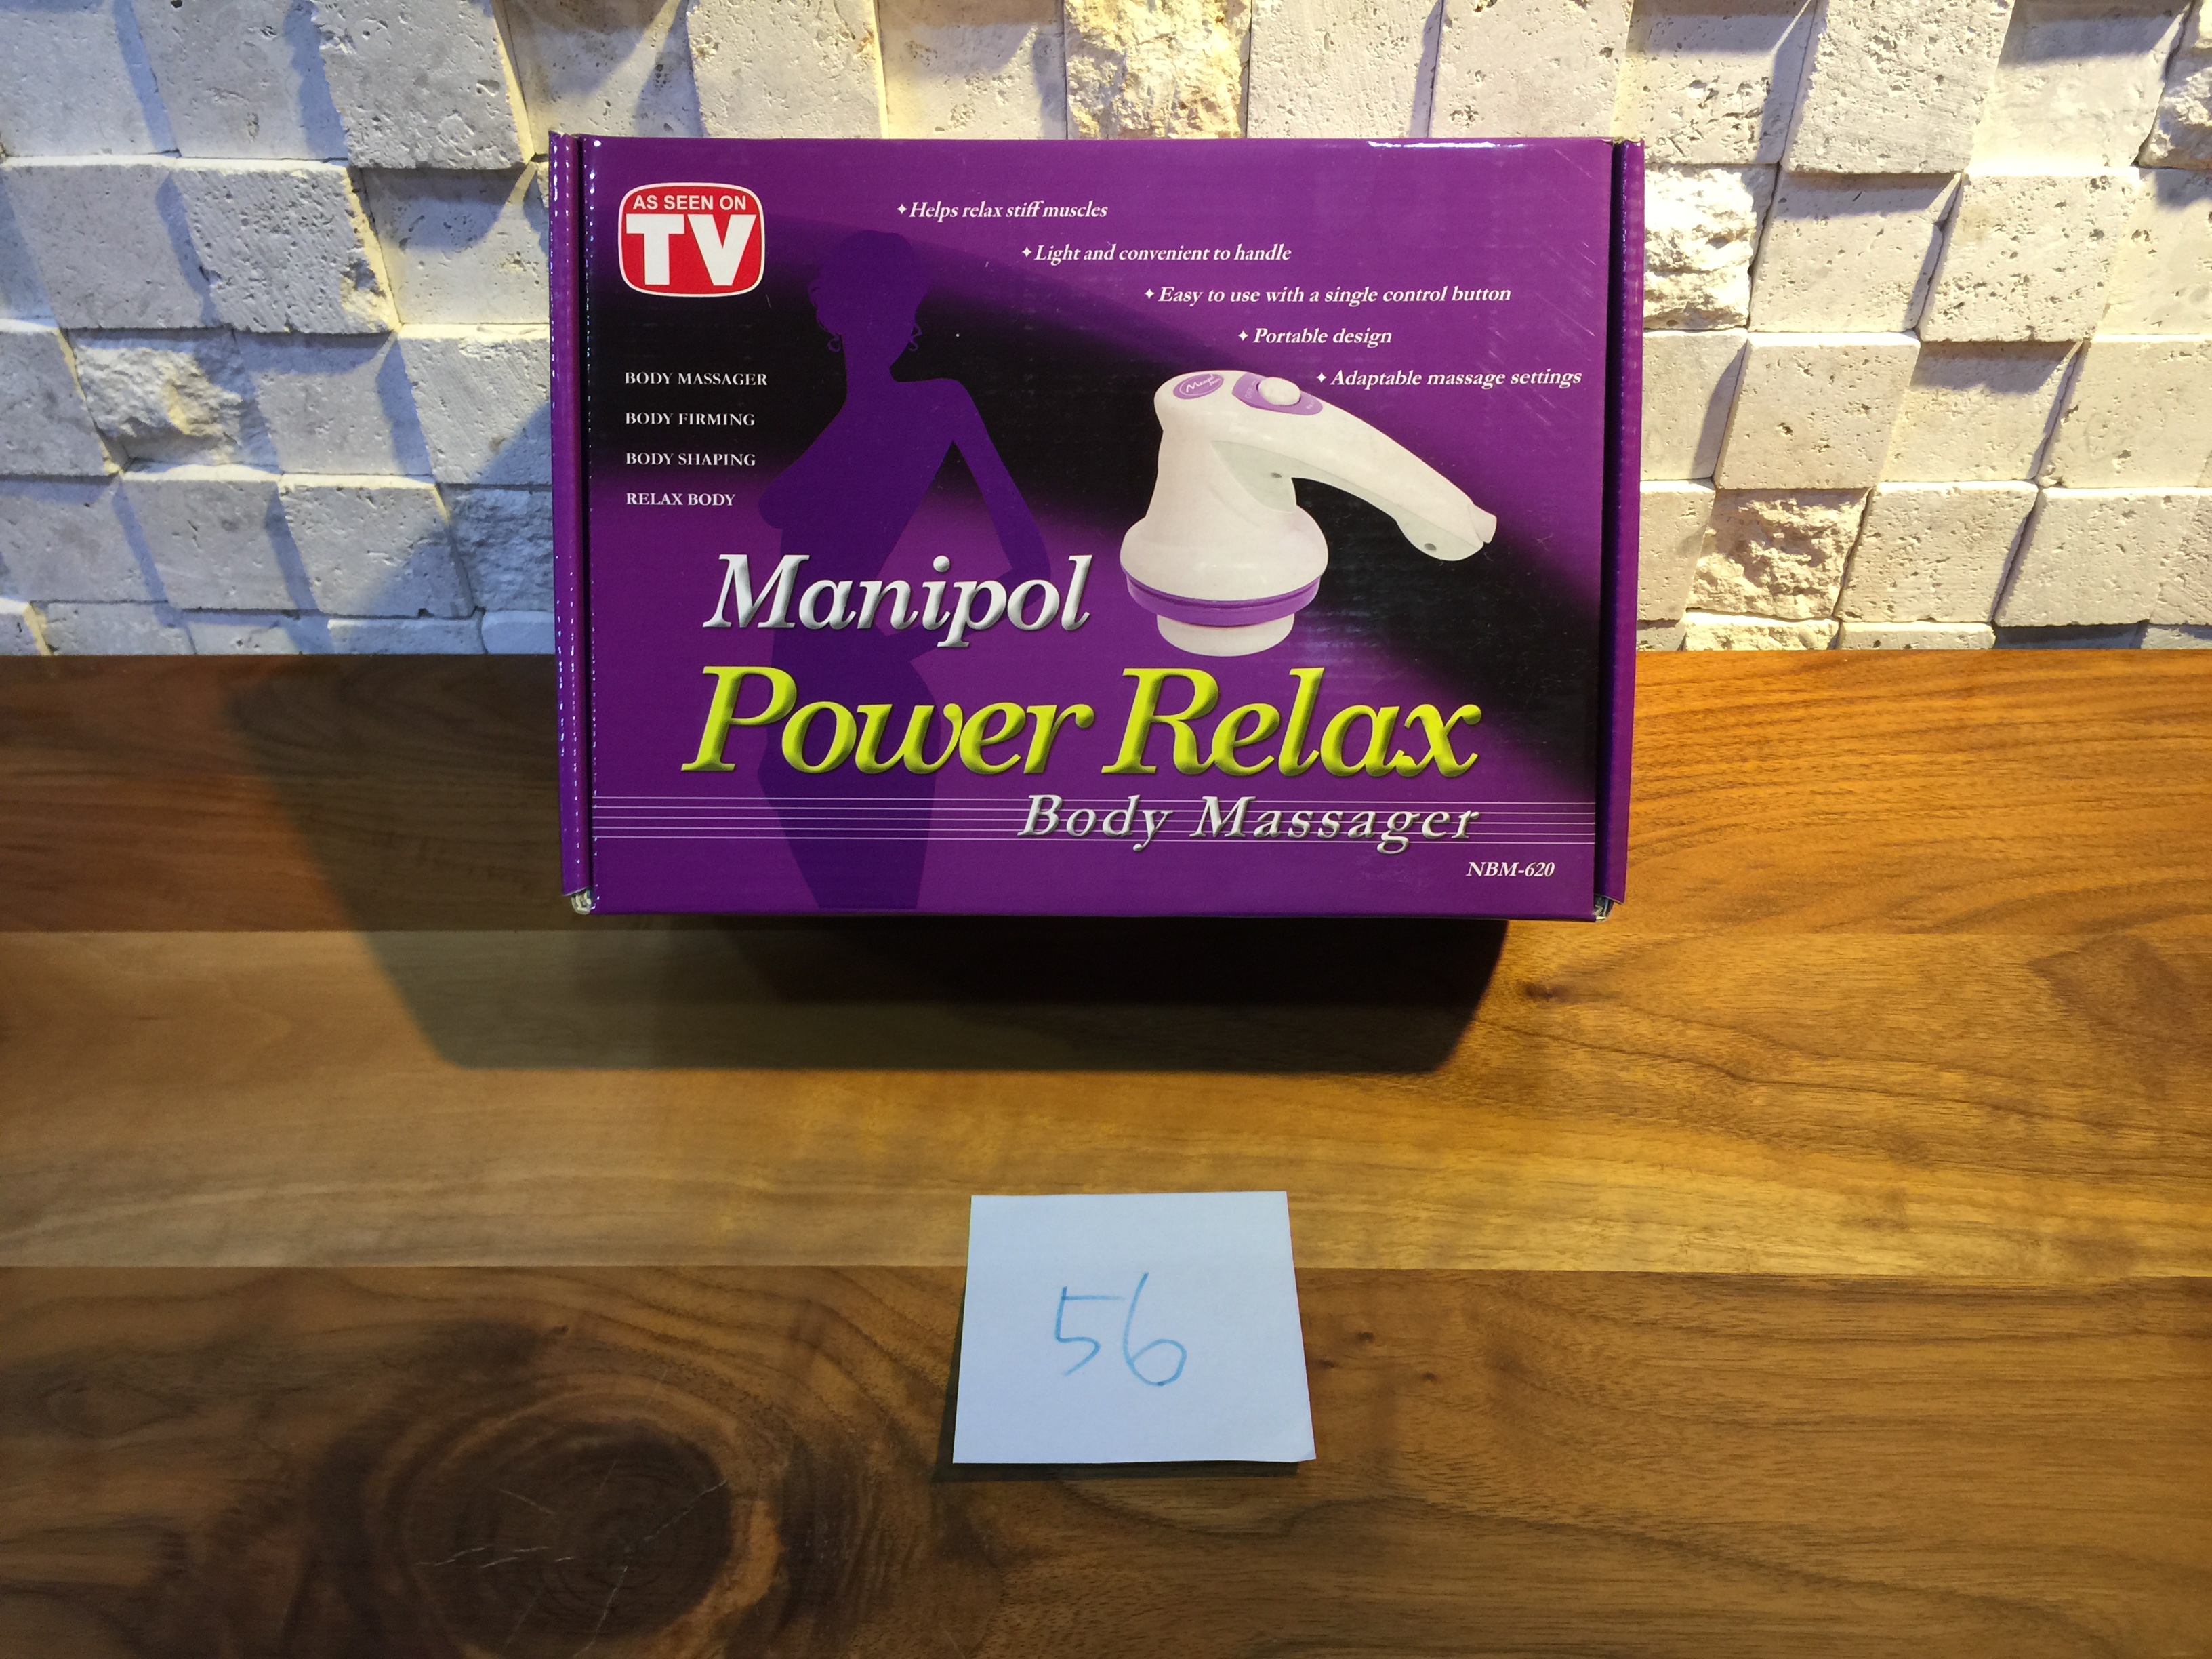 AS SEEN ON
TV
✦ Helps relax stiff muscles
✦ Light and convenient to handle
✦ Easy to use with a single control button
✦ Portable design
✦ Adaptable massage settings
BODY MASSAGER
BODY FIRMING
BODY SHAPING
RELAX BODY
Manipol
Power Relax
Body Massager
NBM-620
56